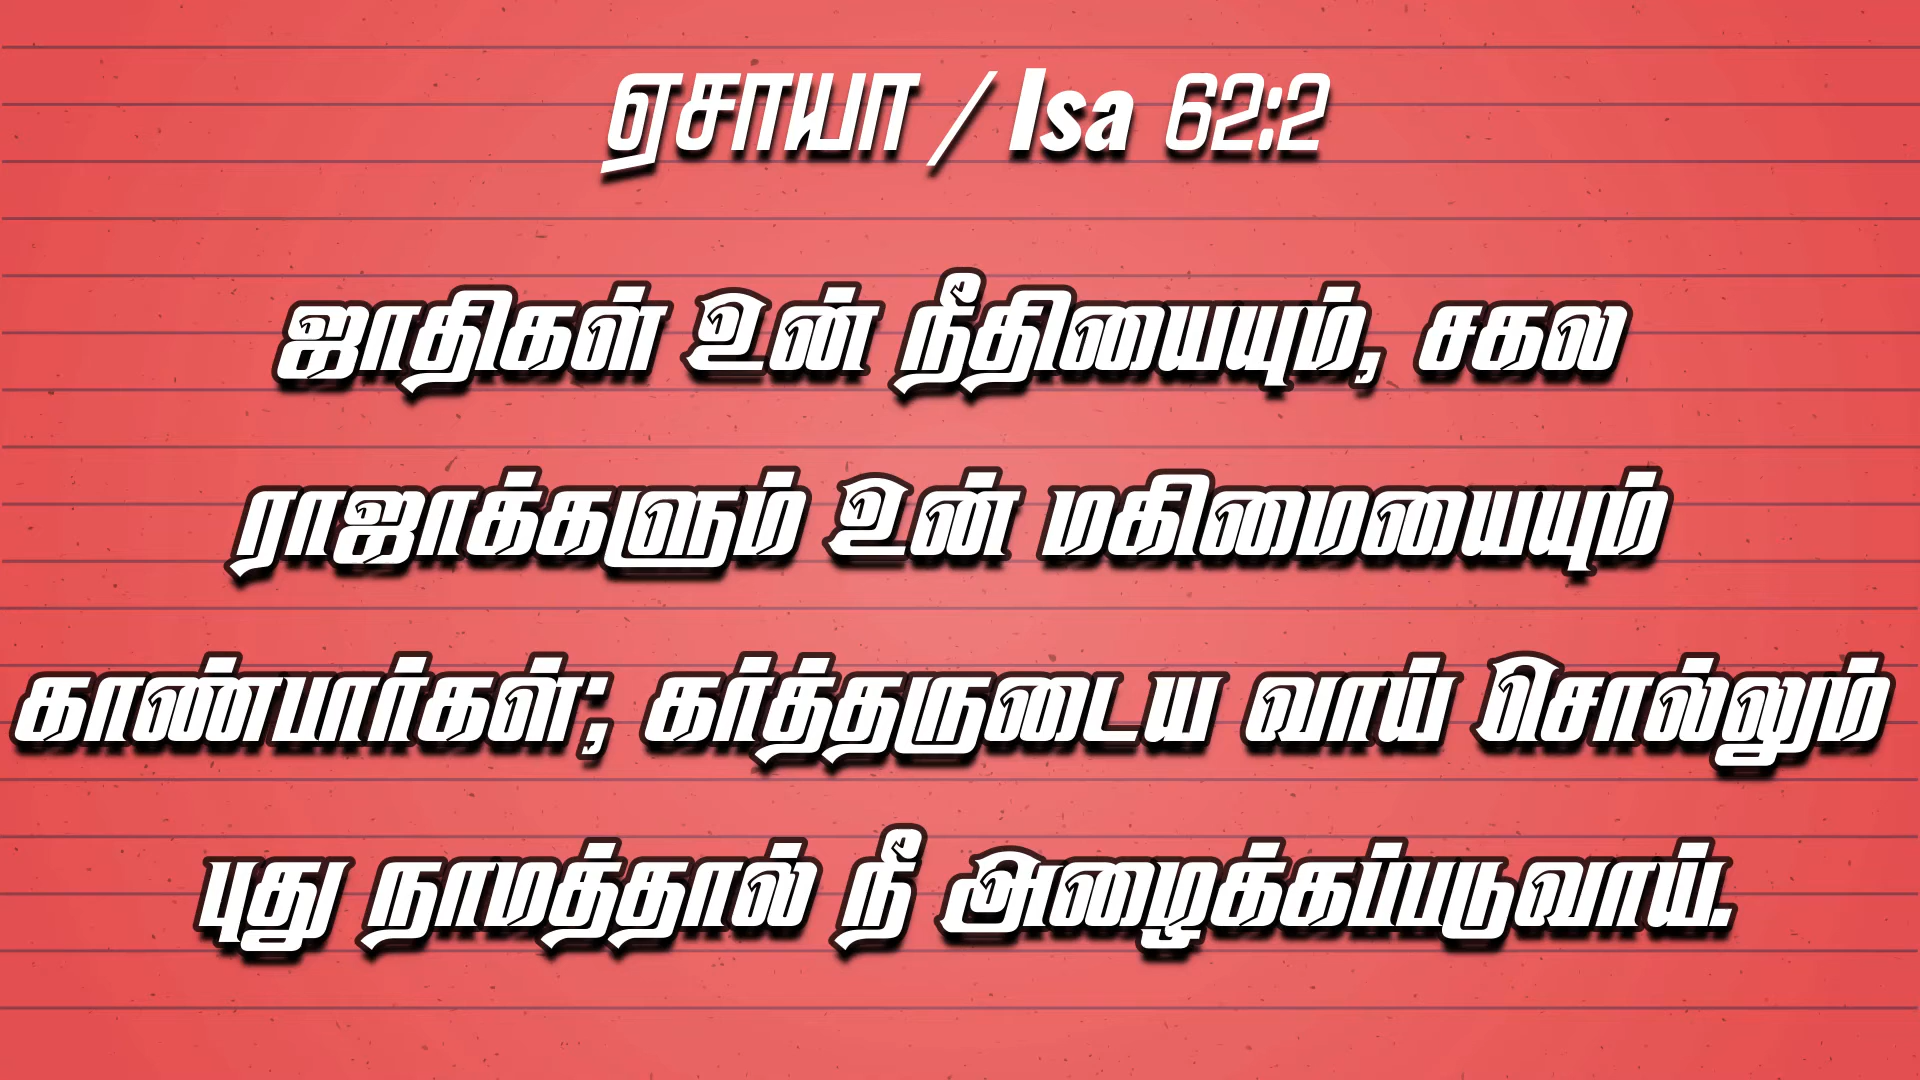 ஏசாயா / Isa 62:2
ஜாதிகள் உன் நீதியையும், சகல
ராஜாக்களும் உன் மகிமையையும்
காண்பார்கள்; கர்த்தருடைய வாய் சொல்லும்
புது நாமத்தால் நீ அழைக்கப்படுவாய்.